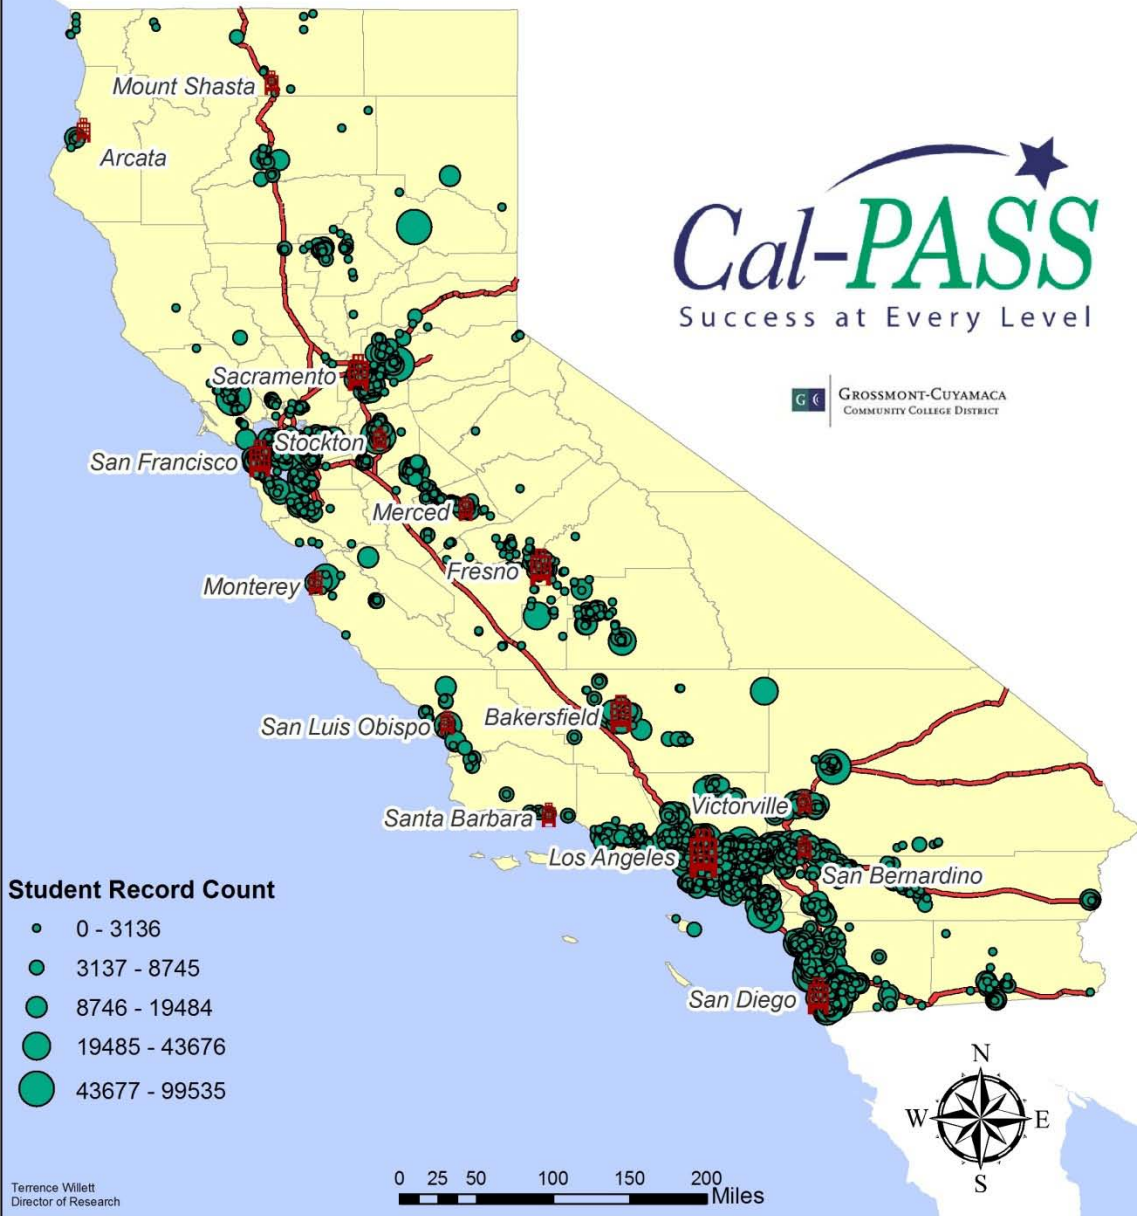 Mount Shasta
Arcata
Cal-PASS
Success at Every Level
Sacramento
G C
GROSSMONT-CUYAMACA
COMMUNITY COLLEGE DISTRICT
Stockton
San Francisco
Merced
Fresno
Monterey
Bakersfield
San Luis Obispo
Victorville
Santa Barbara
Los Angeles
San Bernardino
San Diego
Student Record Count
0 - 3136
3137 - 8745
8746 - 19484
19485 - 43676
43677 - 99535
N
W E
S
Terrence Willett
Director of Research
0 25 50 100 150 200
Miles